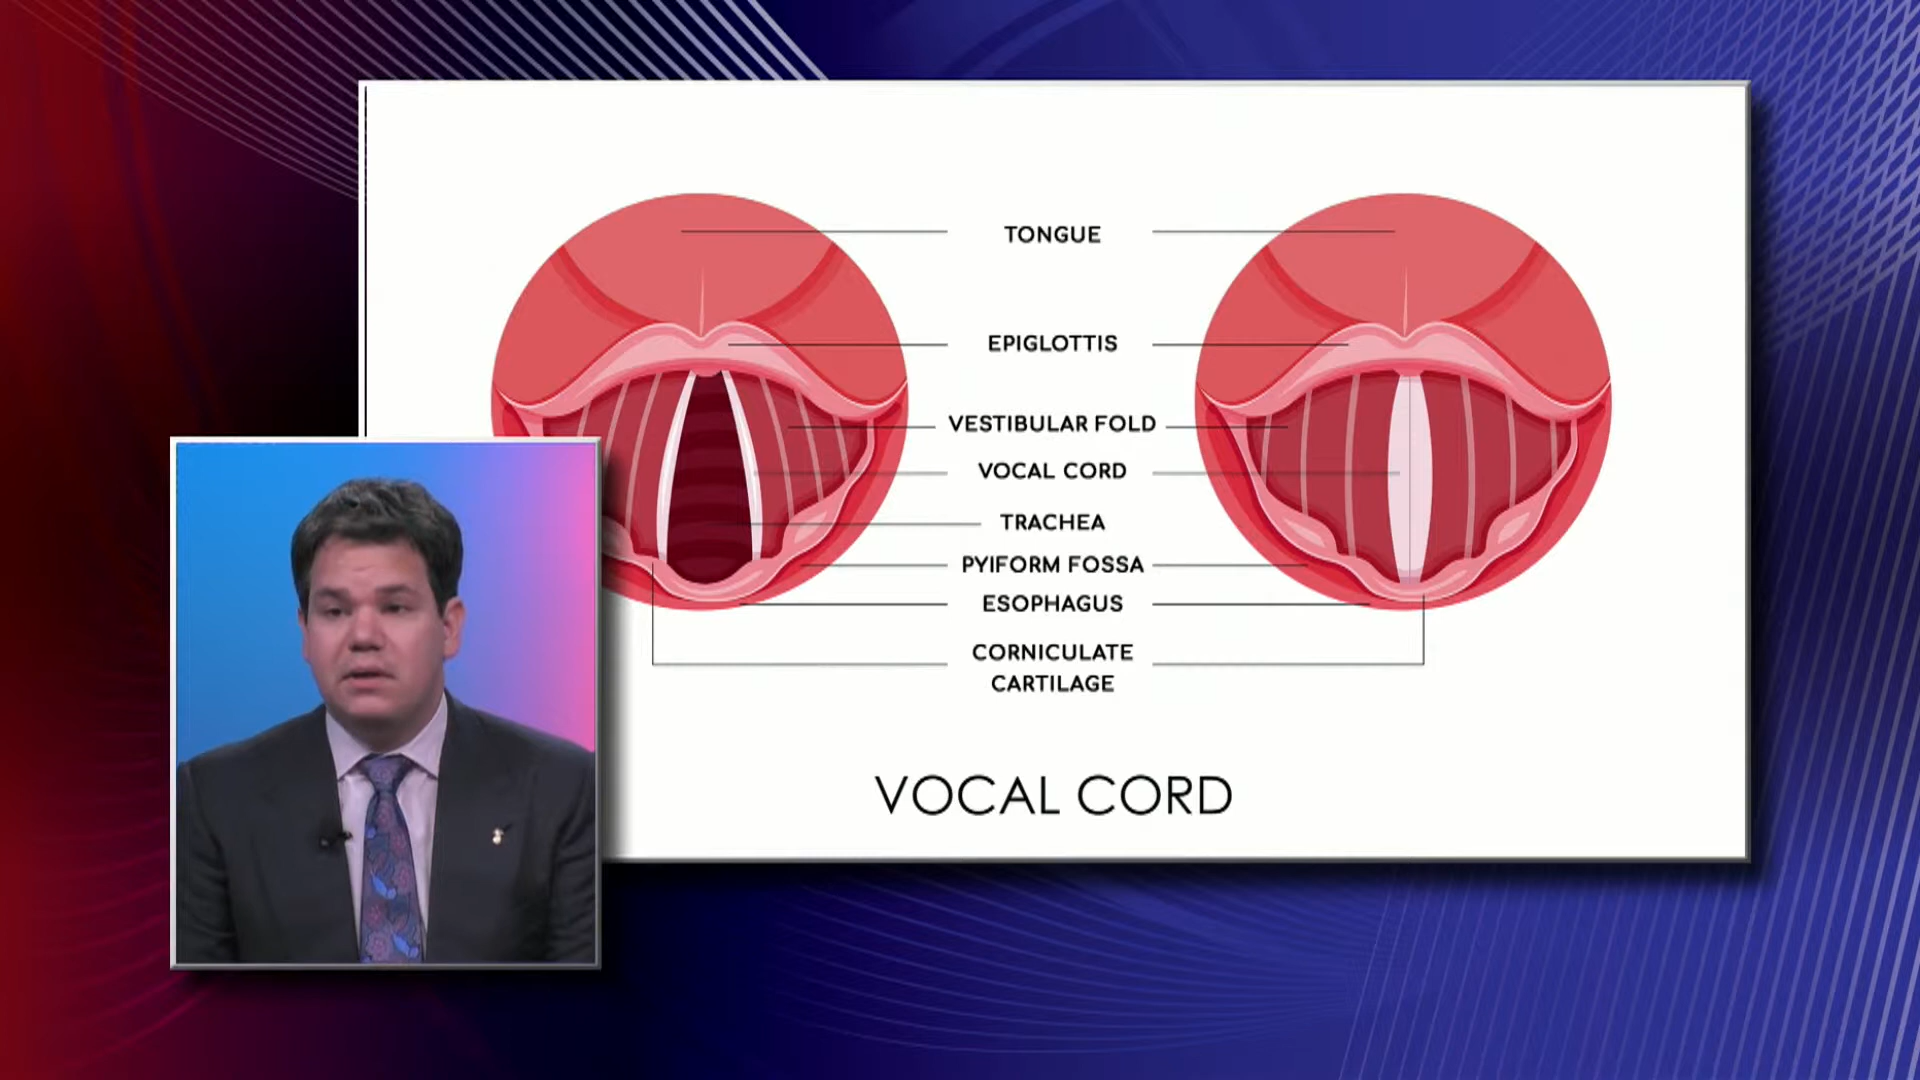 TONGUE
EPIGLOTTIS
VESTIBULAR FOLD
VOCAL CORD
TRACHEA
PYIFORM FOSSA
ESOPHAGUS
CORNICULATE
CARTILAGE
VOCAL CORD